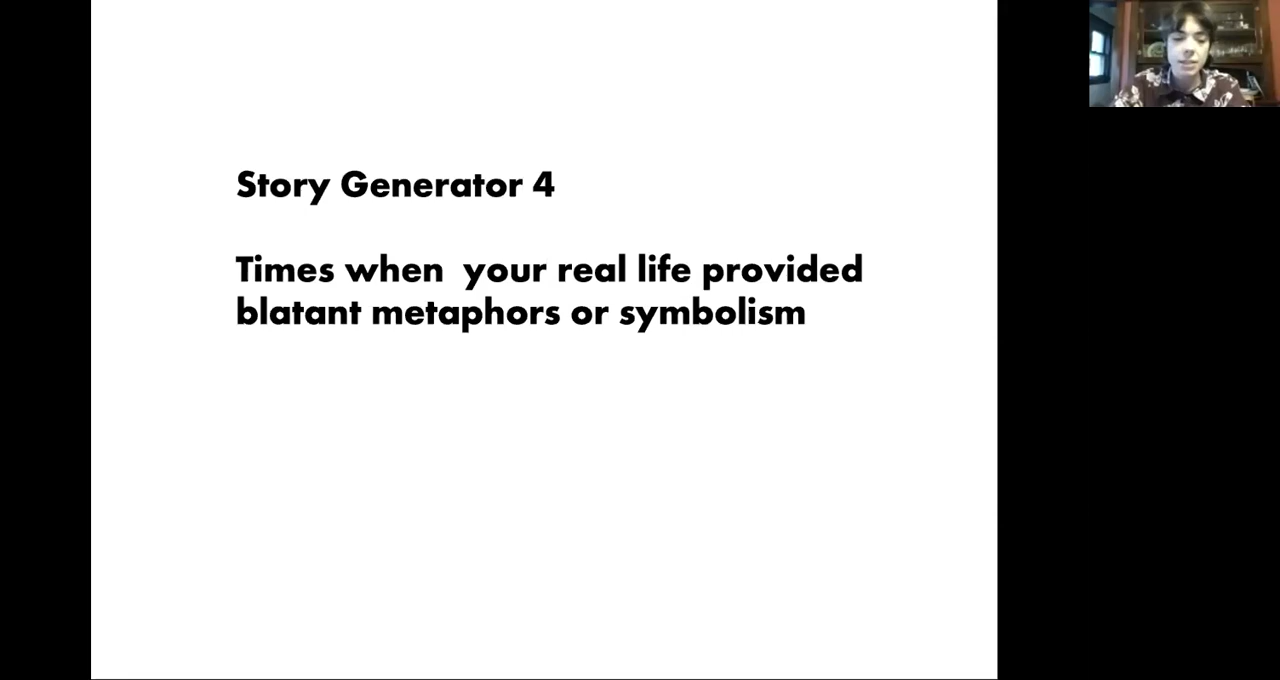 Story Generator 4
Times when  your real life provided
blatant metaphors or symbolism